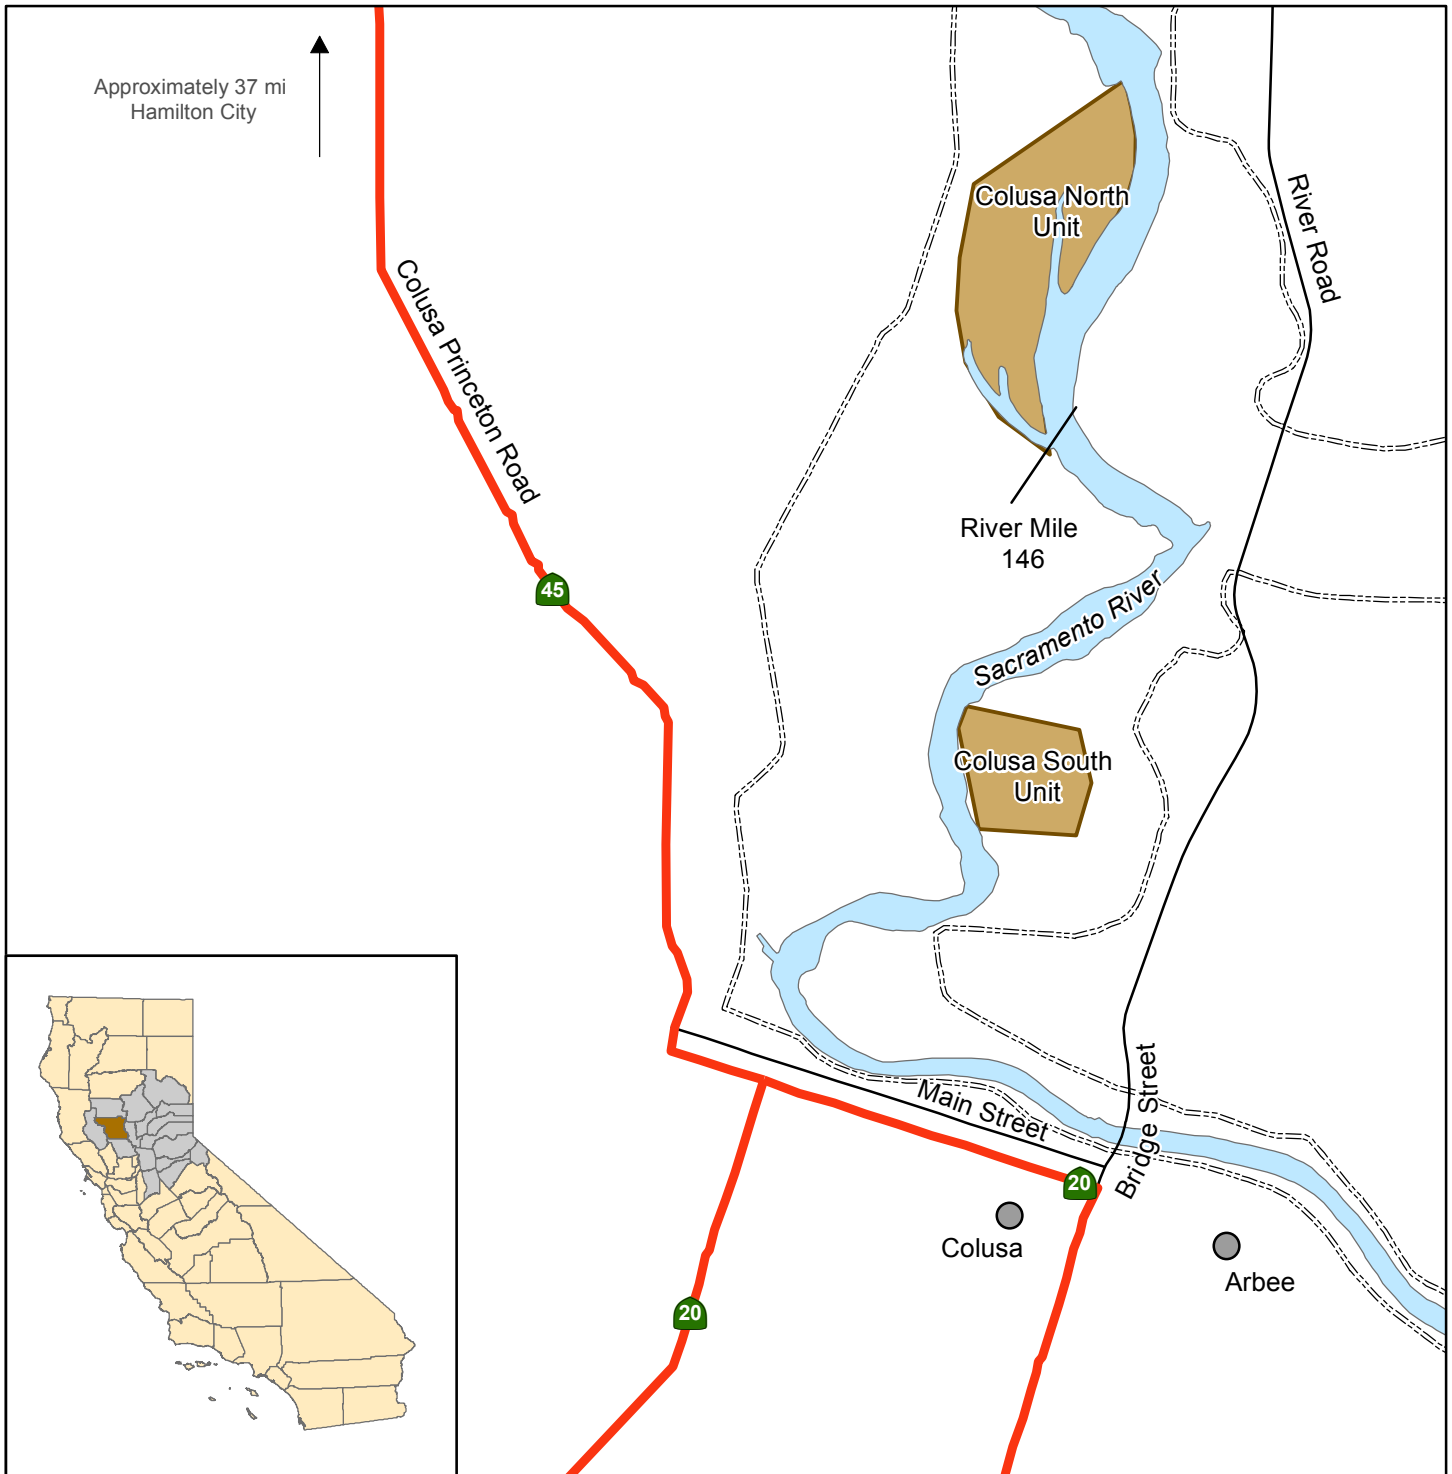 Approximately 37 mi
Hamilton City
Colusa North
Unit
River Road
Colusa Princeton Road
River Mile
146
45
Sacramento River
Colusa South
Unit
Main Street
Bridge Street
20
Colusa
Arbee
20